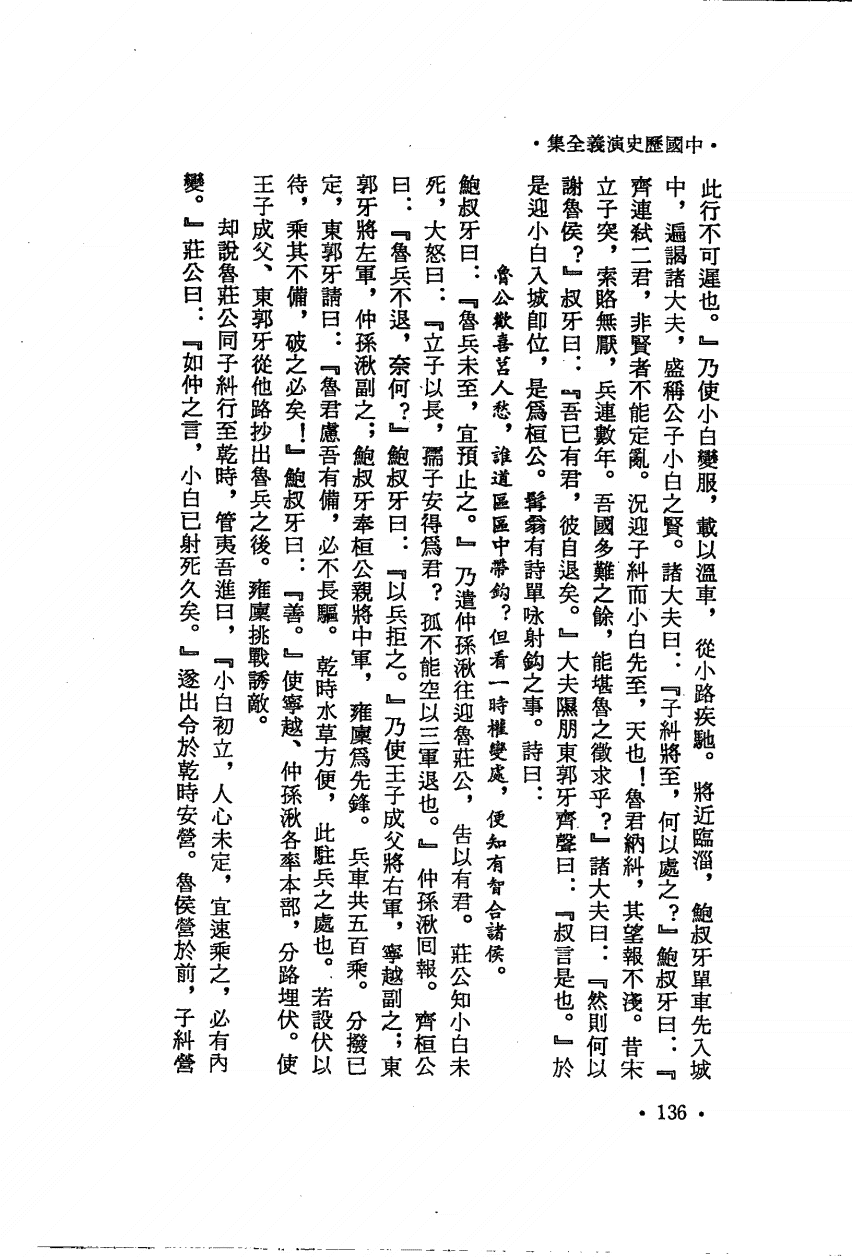 ·中國歷史演義全集·
此行不可遲也。』乃使小白變服，載以溫車，從小路疾馳。將近臨淄，鮑叔牙單車先入城
中，遍謁諸大夫，盛稱公子小白之賢。諸大夫曰：『子糾將至，何以處之？』鮑叔牙曰：『
齊連弒二君，非賢者不能定亂。況迎子糾而小白先至，天也！魯君納糾，其望報不淺。昔宋
立子突，索賂無厭，兵連數年。吾國多難之餘，能堪魯之徵求乎？』諸大夫曰：『然則何以
謝魯侯？』叔牙曰：『吾已有君，彼自退矣。』大夫隰朋東郭牙齊聲曰：『叔言是也。』於
是迎小白入城卽位，是爲桓公。髯翁有詩單咏射鈎之事。詩曰：
魯公歡喜莒人愁，誰道區區中帶鈎？但看一時權變處，便知有智合諸侯。
鮑叔牙曰：『魯兵未至，宜預止之。』乃遣仲孫湫往迎魯莊公，告以有君。莊公知小白未
死，大怒曰：『立子以長，孺子安得爲君？孤不能空以三軍退也。』仲孫湫囘報。齊桓公
曰：『魯兵不退，奈何？』鮑叔牙曰：『以兵拒之。』乃使王子成父將右軍，寧越副之；東
郭牙將左軍，仲孫湫副之；鮑叔牙奉桓公親將中軍，雍廩爲先鋒。兵車共五百乘。分撥已
定，東郭牙請曰：『魯君慮吾有備，必不長驅。乾時水草方便，此駐兵之處也。若設伏以
待，乘其不備，破之必矣！』鮑叔牙曰：『善。』使寧越、仲孫湫各率本部，分路埋伏。使
王子成父、東郭牙從他路抄出魯兵之後。雍廩挑戰誘敵。
却說魯莊公同子糾行至乾時，管夷吾進曰，『小白初立，人心未定，宜速乘之，必有內
變。』莊公曰：『如仲之言，小白已射死久矣。』遂出令於乾時安營。魯侯營於前，子糾營
·136·